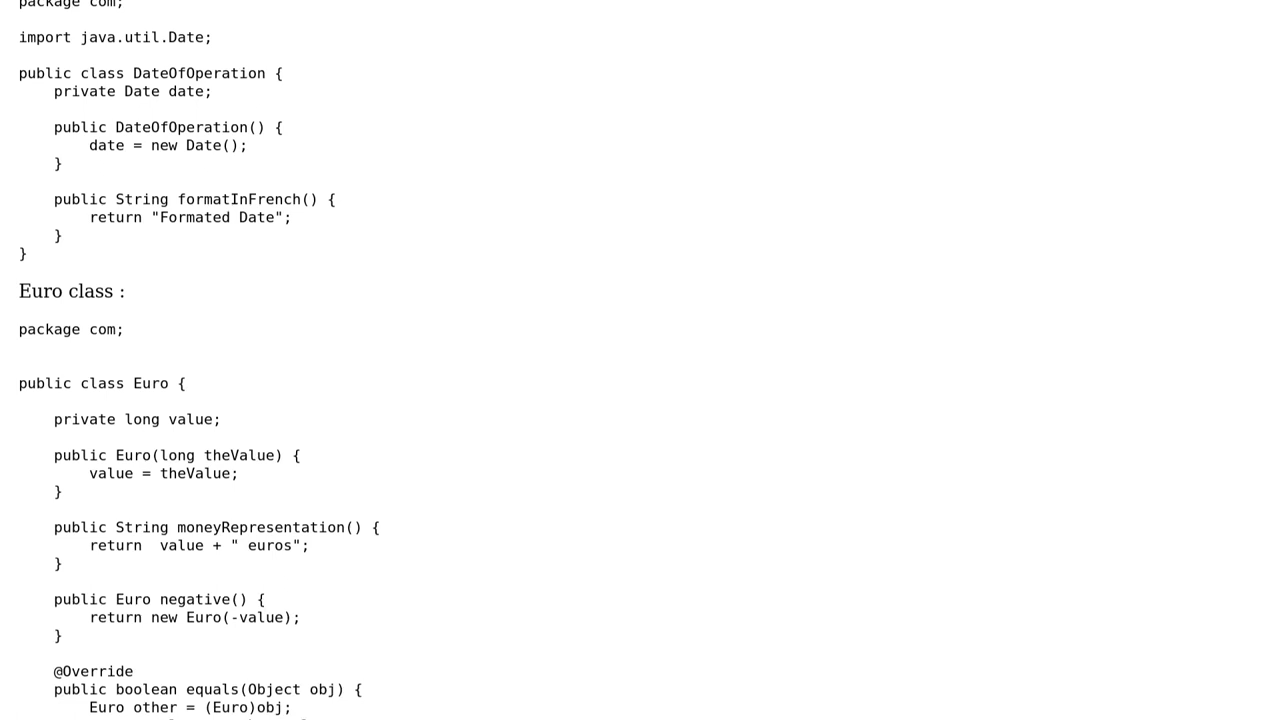 package com;
import java.util.Date;
public class DateOfOperation {
    private Date date;
    public DateOfOperation() {
        date = new Date();
    }
    public String formatInFrench() {
        return "Formated Date";
    }
}
Euro class :
package com;
public class Euro {
    private long value;
    public Euro(long theValue) {
        value = theValue;
    }
    public String moneyRepresentation() {
        return  value + " euros";
    }
    public Euro negative() {
        return new Euro(-value);
    }
    @Override
    public boolean equals(Object obj) {
        Euro other = (Euro)obj;